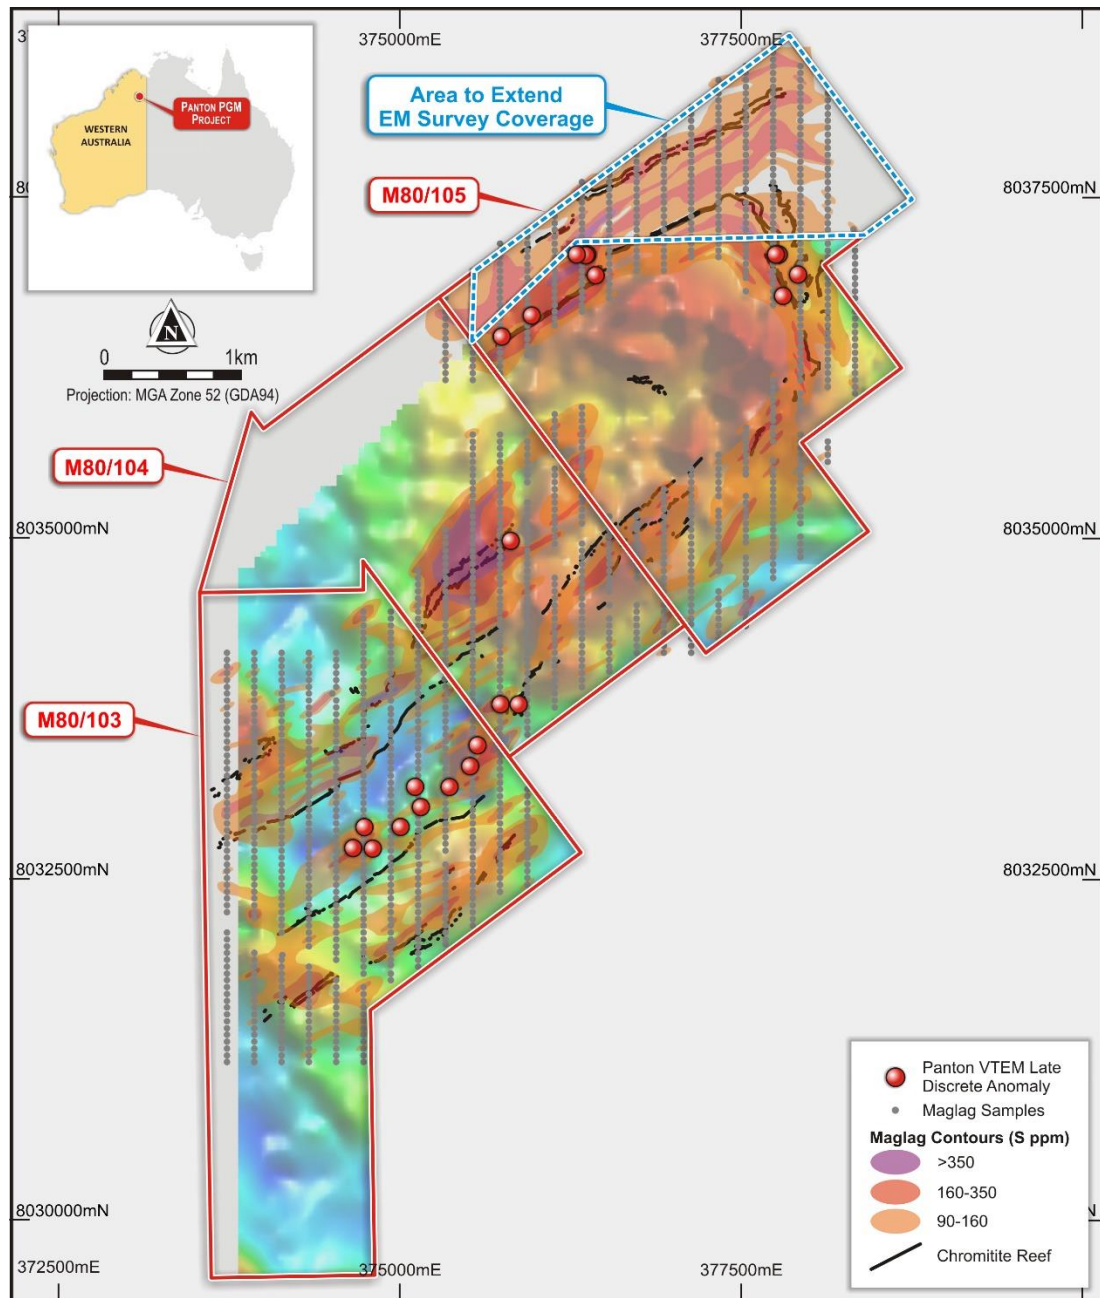 375000mE
377500mE
PANTON PGM
PROJECT
WESTERN
AUSTRALIA
Area to Extend
EM Survey Coverage
M80/105
8037500mN
N
0
1km
Projection: MGA Zone 52 (GDA94)
M80/104
8035000mN
8035000mN
M80/103
8032500mN
8032500mN
8030000mN
372500mE
375000mE
377500mE
Panton VTEM Late
Discrete Anomaly
Maglag Samples
Maglag Contours (S ppm)
>350
160-350
90-160
Chromitite Reef